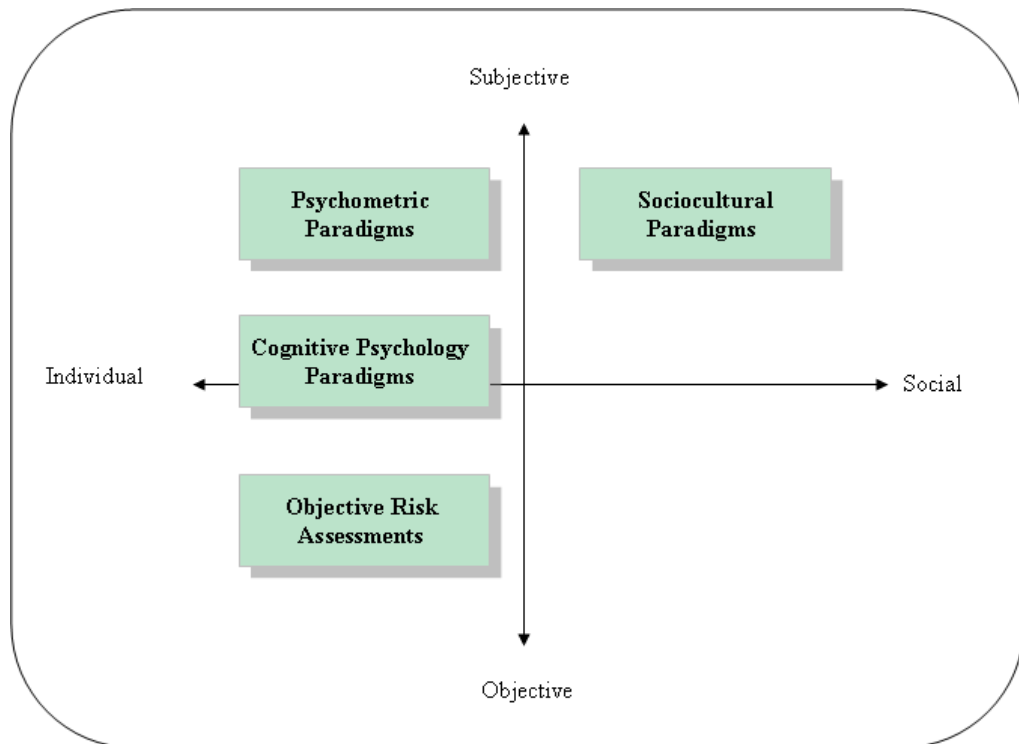 Subjective
Psychometric
Paradigms
Sociocultural
Paradigms
Cognitive Psychology
Paradigms
Individual
Social
Objective Risk
Assessments
Objective